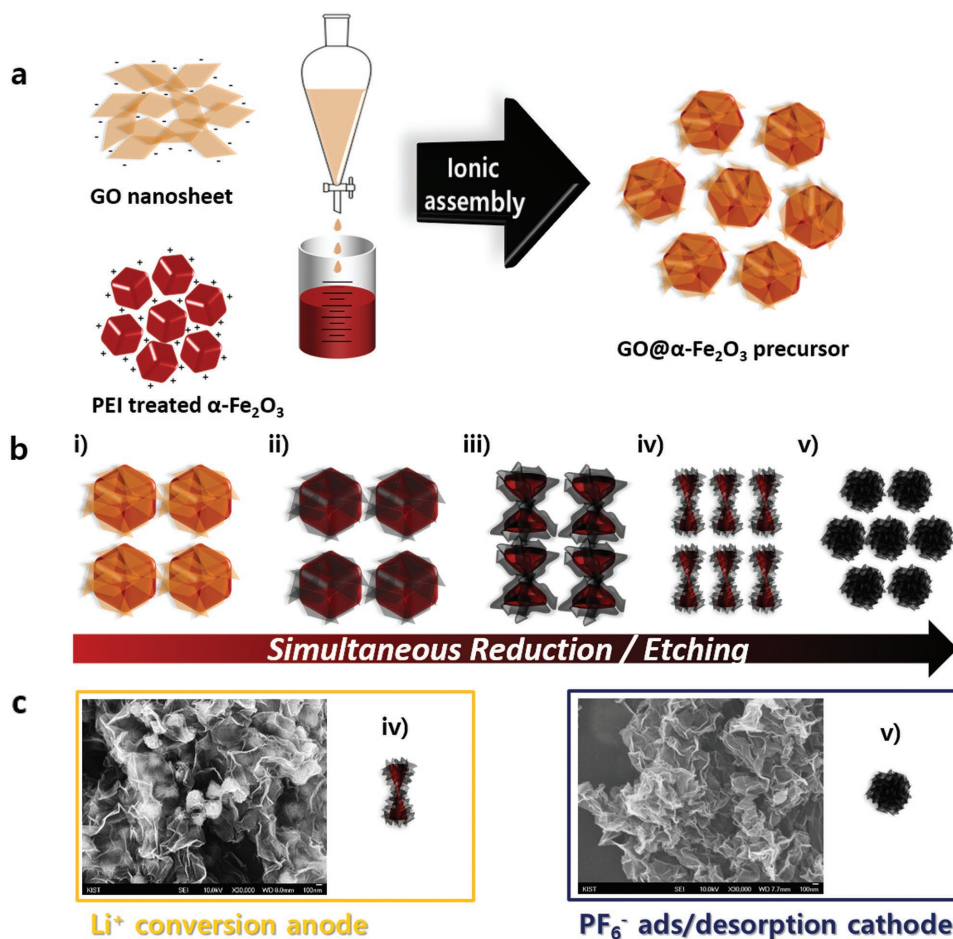 a
GO nanosheet
PEI treated α-Fe₂O₃
Ionic
assembly
GO@α-Fe₂O₃ precursor
b
i)
ii)
iii)
iv)
v)
Simultaneous Reduction / Etching
c
iv)
KIST SEI 10.0kV X30,000 WD 8.0mm 100nm
Li⁺ conversion anode
v)
KIST SEI 10.0kV X30,000 WD 7.7mm 100nm
PF₆⁻ ads/desorption cathode